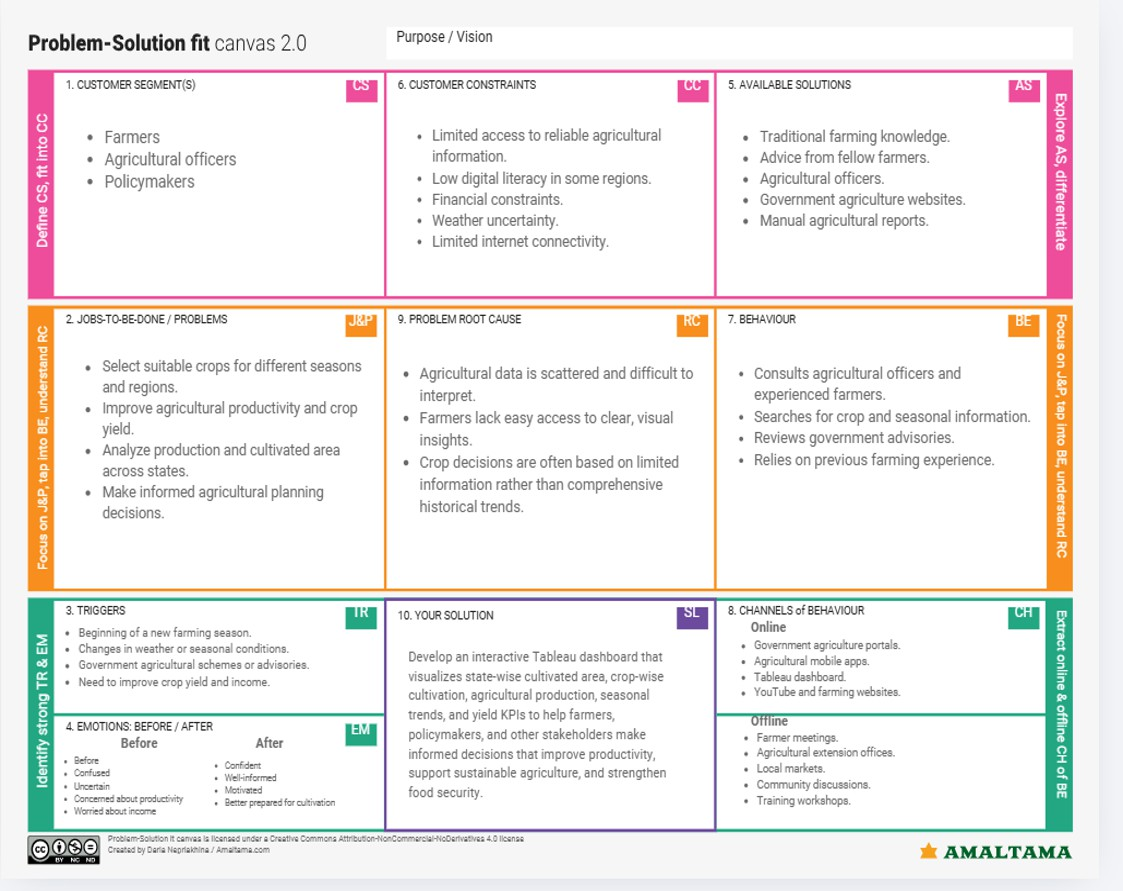 Problem-Solution fit canvas 2.0
Purpose / Vision
Define CS, fit into CC
1. CUSTOMER SEGMENT(S)
CS
• Farmers
• Agricultural officers
• Policymakers
6. CUSTOMER CONSTRAINTS
CC
• Limited access to reliable agricultural
information.
• Low digital literacy in some regions.
• Financial constraints.
• Weather uncertainty.
• Limited internet connectivity.
5. AVAILABLE SOLUTIONS
AS
• Traditional farming knowledge.
• Advice from fellow farmers.
• Agricultural officers.
• Government agriculture websites.
• Manual agricultural reports.
Explore AS, differentiate
Focus on J&P, tap into BE, understand RC
2. JOBS-TO-BE-DONE / PROBLEMS
J&P
• Select suitable crops for different seasons
and regions.
• Improve agricultural productivity and crop
yield.
• Analyze production and cultivated area
across states.
• Make informed agricultural planning
decisions.
9. PROBLEM ROOT CAUSE
RC
• Agricultural data is scattered and difficult to
interpret.
• Farmers lack easy access to clear, visual
insights.
• Crop decisions are often based on limited
information rather than comprehensive
historical trends.
7. BEHAVIOUR
BE
• Consults agricultural officers and
experienced farmers.
• Searches for crop and seasonal information.
• Reviews government advisories.
• Relies on previous farming experience.
Focus on J&P, tap into BE, understand RC
Identify strong TR & EM
3. TRIGGERS
TR
• Beginning of a new farming season.
• Changes in weather or seasonal conditions.
• Government agricultural schemes or advisories.
• Need to improve crop yield and income.
4. EMOTIONS: BEFORE / AFTER
EM
Before
• Before
• Confused
• Uncertain
• Concerned about productivity
• Worried about income
After
• Confident
• Well-informed
• Motivated
• Better prepared for cultivation
10. YOUR SOLUTION
SL
Develop an interactive Tableau dashboard that
visualizes state-wise cultivated area, crop-wise
cultivation, agricultural production, seasonal
trends, and yield KPIs to help farmers,
policymakers, and other stakeholders make
informed decisions that improve productivity,
support sustainable agriculture, and strengthen
food security.
8. CHANNELS of BEHAVIOUR
CH
Online
• Government agriculture portals.
• Agricultural mobile apps.
• Tableau dashboard.
• YouTube and farming websites.
Offline
• Farmer meetings.
• Agricultural extension offices.
• Local markets.
• Community discussions.
• Training workshops.
Extract online & offline CH of BE
CC BY NC ND
Problem-Solution fit canvas is licensed under a Creative Commons Attribution-NonCommercial-NoDerivatives 4.0 license
Created by Daria Nepriakhina / Amaltama.com
AMALTAMA